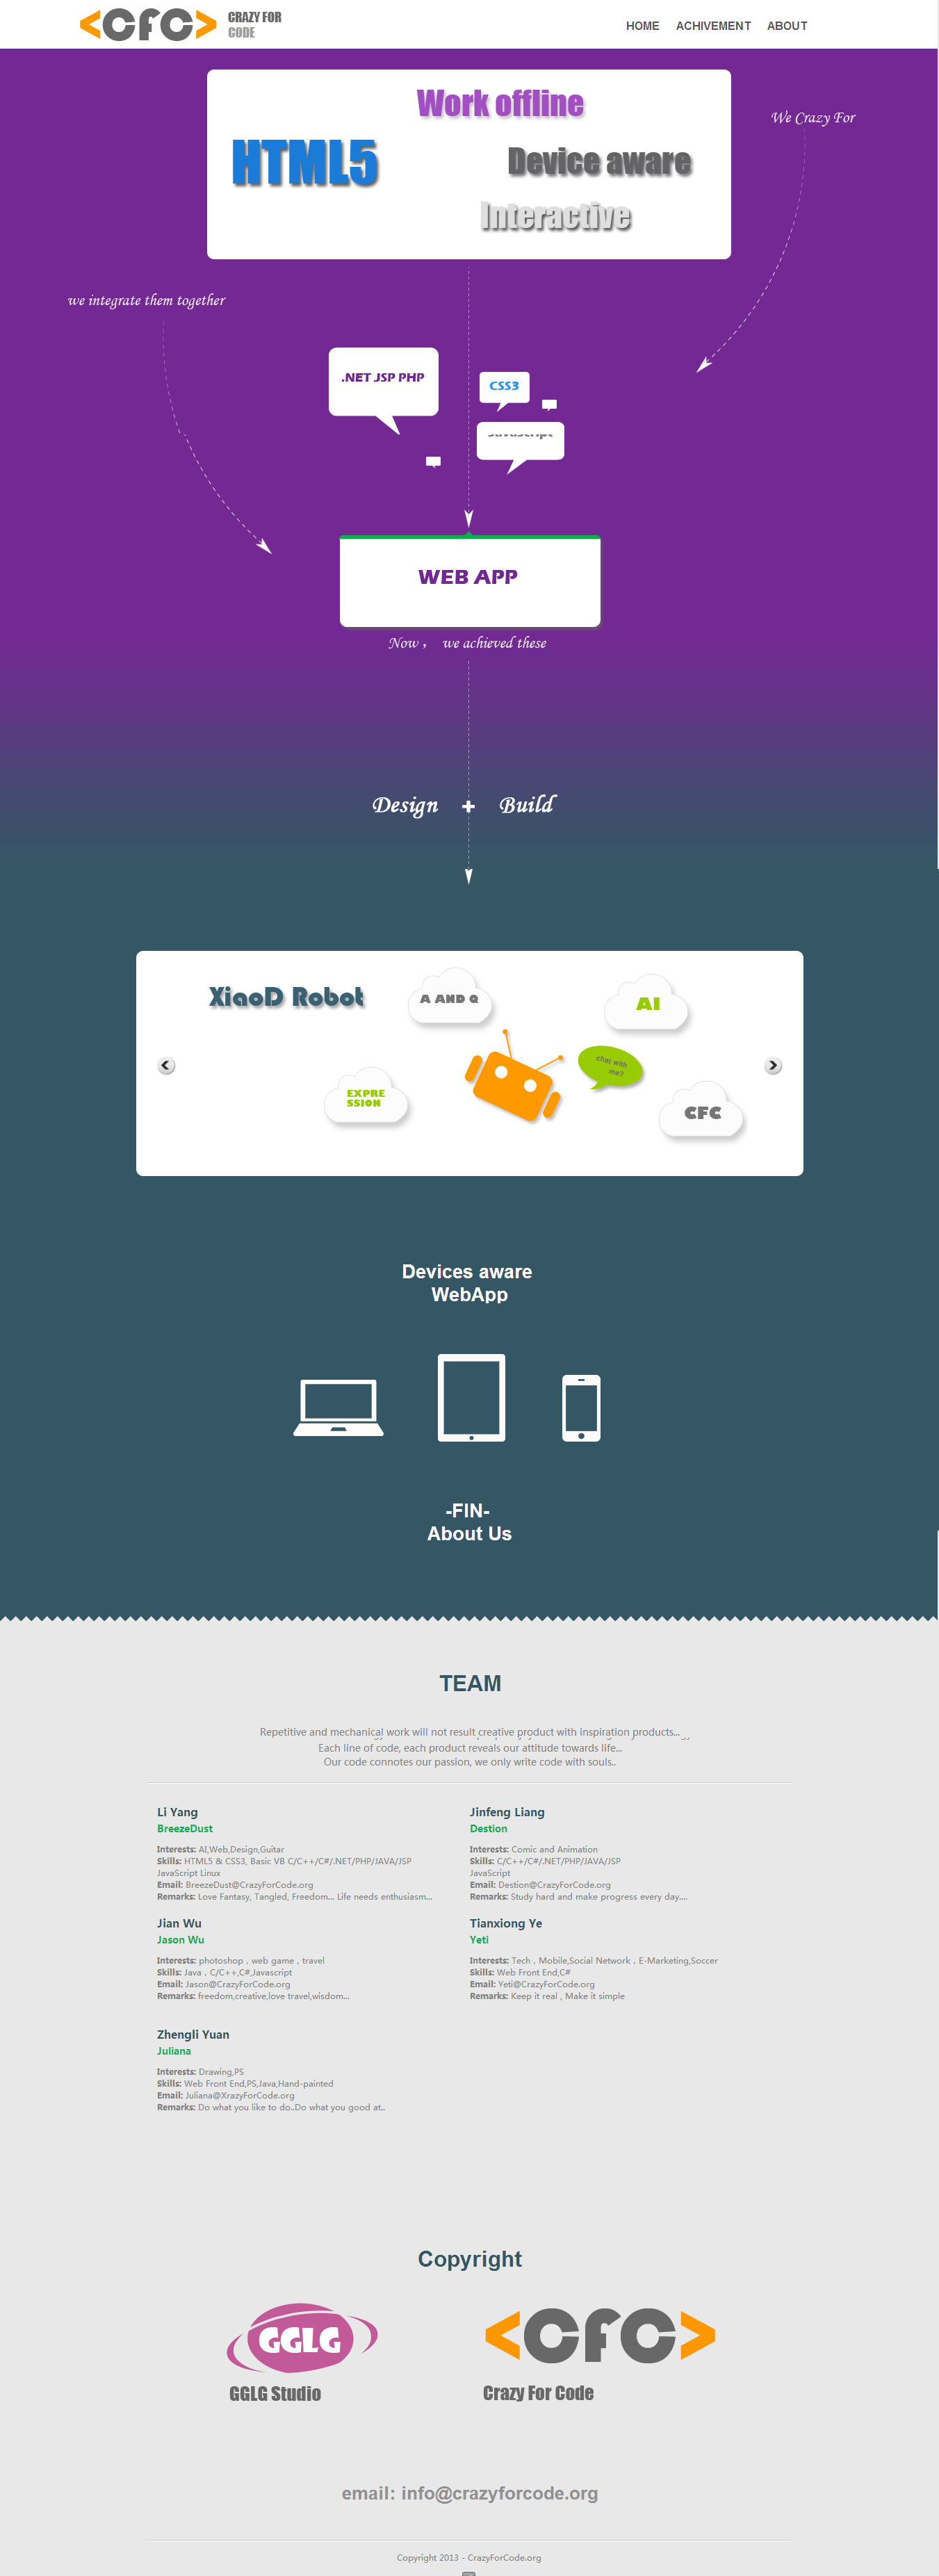 <CFC>
CRAZY FOR
CODE
HOME ACHIVEMENT ABOUT
Work offline
HTML5
Device aware
Interactive
We Crazy For
we integrate them together
.NET JSP PHP
CSS3
Javascript
WEB APP
Now , we achieved these
Design + Build
XiaoD Robot
A AND Q
AI
chat with
me?
EXPRE
SSION
CFC
Devices aware
WebApp
-FIN-
About Us
TEAM
Repetitive and mechanical work will not result creative product with inspiration products...
Each line of code, each product reveals our attitude towards life...
Our code connotes our passion, we only write code with souls..
Li Yang
BreezeDust
Interests: AI,Web,Design,Guitar
Skills: HTML5 & CSS3, Basic VB C/C++/C#/.NET/PHP/JAVA/JSP
JavaScript Linux
Email: BreezeDust@CrazyForCode.org
Remarks: Love Fantasy, Tangled, Freedom... Life needs enthusiasm...
Jinfeng Liang
Destion
Interests: Comic and Animation
Skills: C/C++/C#/.NET/PHP/JAVA/JSP
JavaScript
Email: Destion@CrazyForCode.org
Remarks: Study hard and make progress every day....
Jian Wu
Jason Wu
Interests: photoshop , web game , travel
Skills: Java , C/C++,C#,Javascript
Email: Jason@CrazyForCode.org
Remarks: freedom,creative,love travel,wisdom...
Tianxiong Ye
Yeti
Interests: Tech , Mobile,Social Network , E-Marketing,Soccer
Skills: Web Front End,C#
Email: Yeti@CrazyForCode.org
Remarks: Keep it real , Make it simple
Zhengli Yuan
Juliana
Interests: Drawing,PS
Skills: Web Front End,PS,Java,Hand-painted
Email: Juliana@XrazyForCode.org
Remarks: Do what you like to do..Do what you good at..
Copyright
GGLG
GGLG Studio
<CFC>
Crazy For Code
email: info@crazyforcode.org
Copyright 2013 - CrazyForCode.org